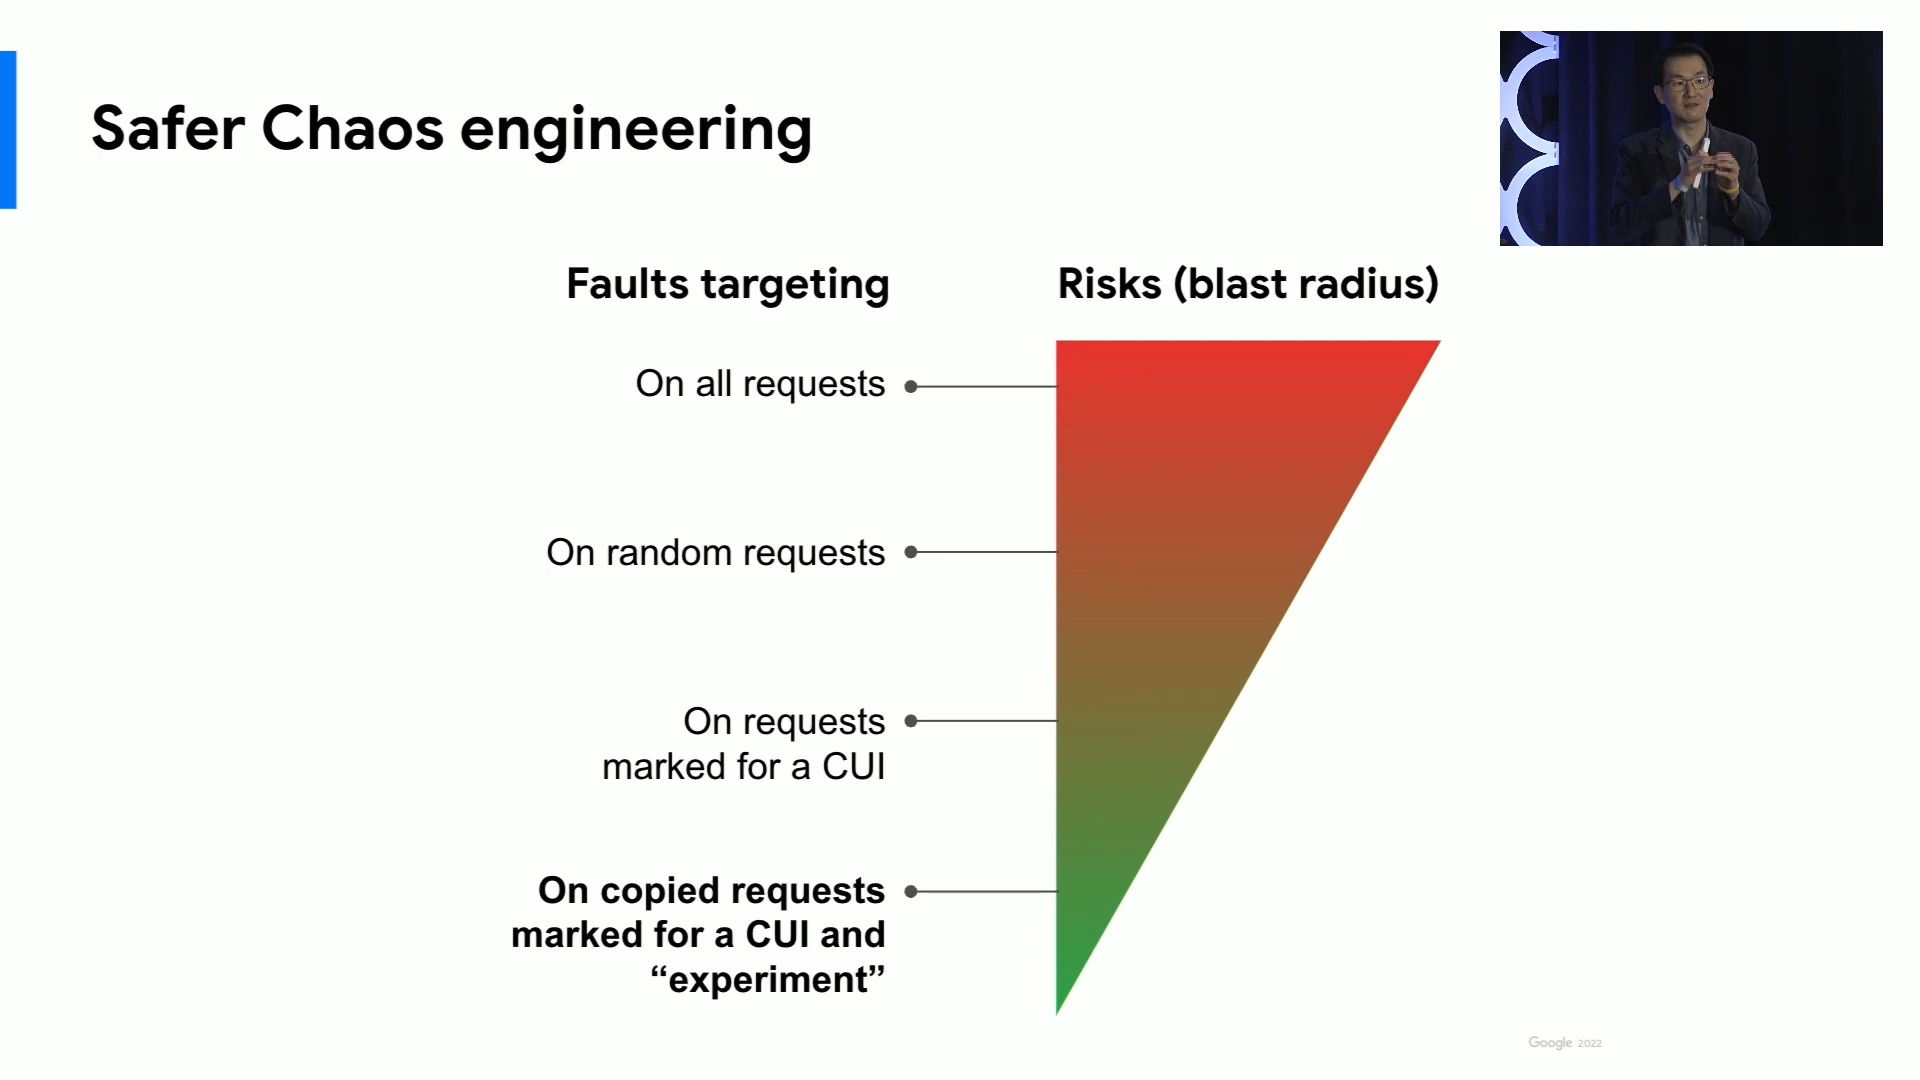 Safer Chaos engineering
Faults targeting
Risks (blast radius)
On all requests
On random requests
On requests
marked for a CUI
On copied requests
marked for a CUI and
“experiment”
Google 2022